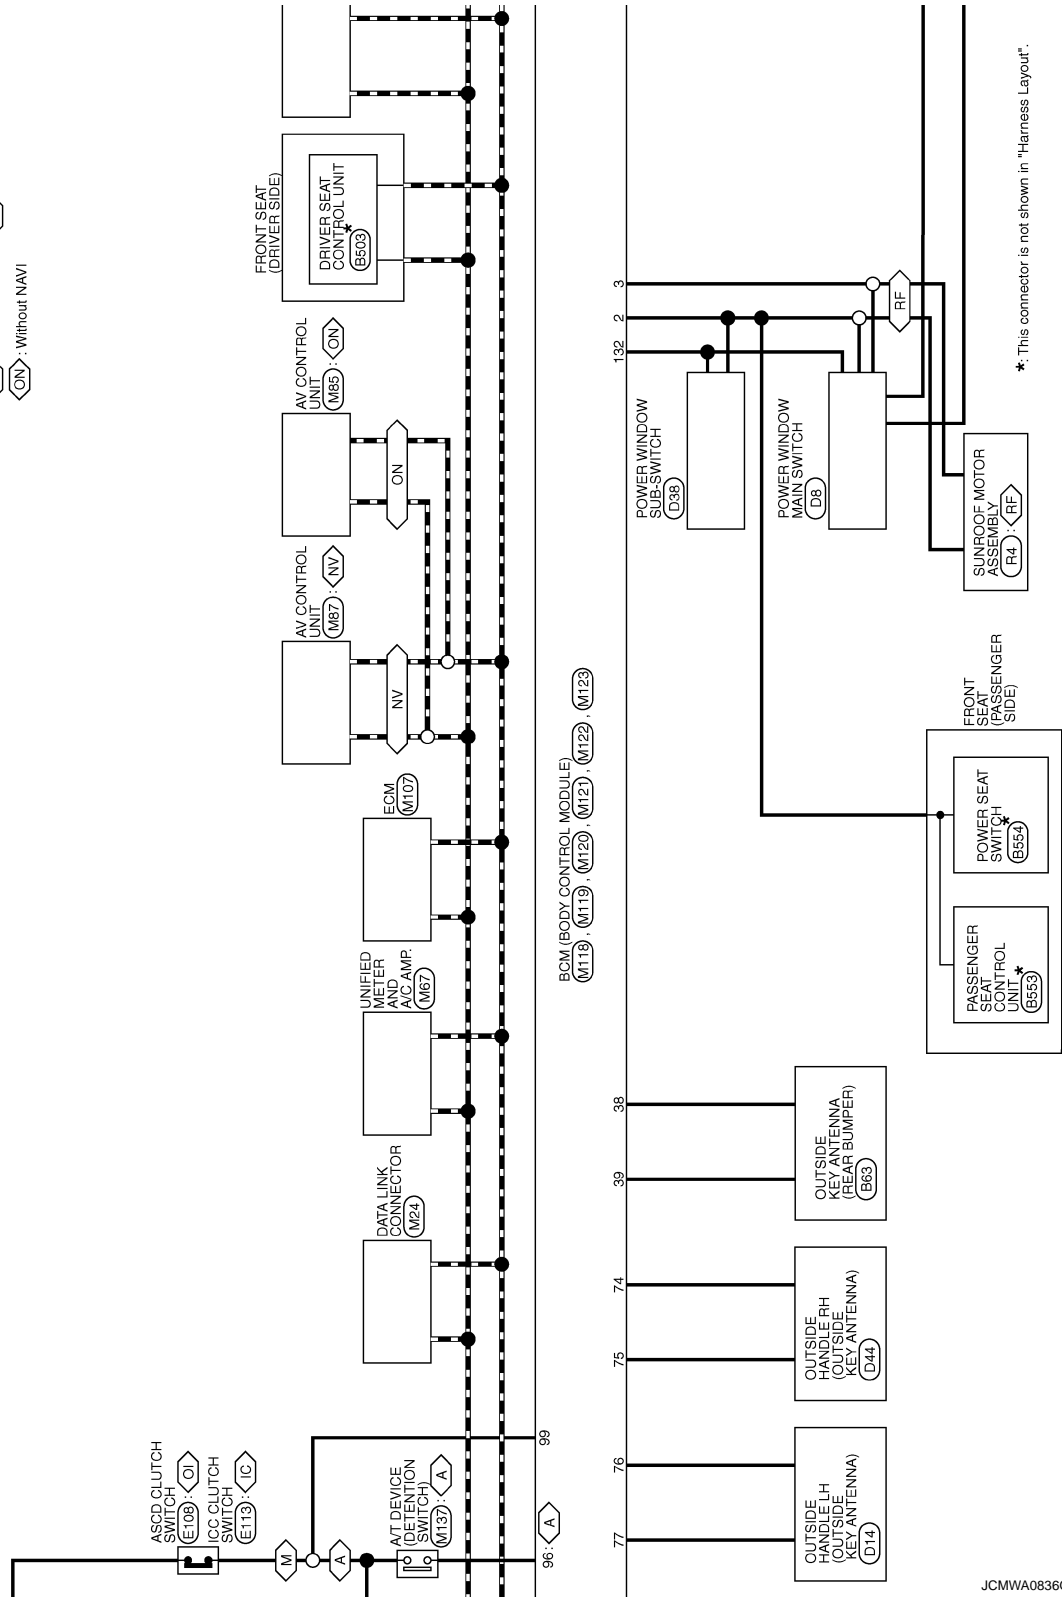 ON : Without NAVI
FRONT SEAT
(DRIVER SIDE)
DRIVER SEAT
CONTROL UNIT
*
B503
AV CONTROL
UNIT
M85 : ON
ON
AV CONTROL
UNIT
M87 : NV
NV
ECM
M107
UNIFIED
METER
AND
A/C AMP.
M67
DATA LINK
CONNECTOR
M24
ASCD CLUTCH
SWITCH
E108 : OI
ICC CLUTCH
SWITCH
E113 : IC
M
A
A/T DEVICE
(DETENTION
SWITCH)
M137 : A
99
96 : A
BCM (BODY CONTROL MODULE)
M118 , M119 , M120 , M121 , M122 , M123
3
2
132
38
39
74
75
76
77
RF
POWER WINDOW
SUB-SWITCH
D38
POWER WINDOW
MAIN SWITCH
D8
SUNROOF MOTOR
ASSEMBLY
R4 : RF
FRONT
SEAT
(PASSENGER
SIDE)
POWER SEAT
SWITCH
*
B554
PASSENGER
SEAT
CONTROL
UNIT *
B553
OUTSIDE
KEY ANTENNA
(REAR BUMPER)
B63
OUTSIDE
HANDLE RH
(OUTSIDE
KEY ANTENNA)
D44
OUTSIDE
HANDLE LH
(OUTSIDE
KEY ANTENNA)
D14
*: This connector is not shown in "Harness Layout".